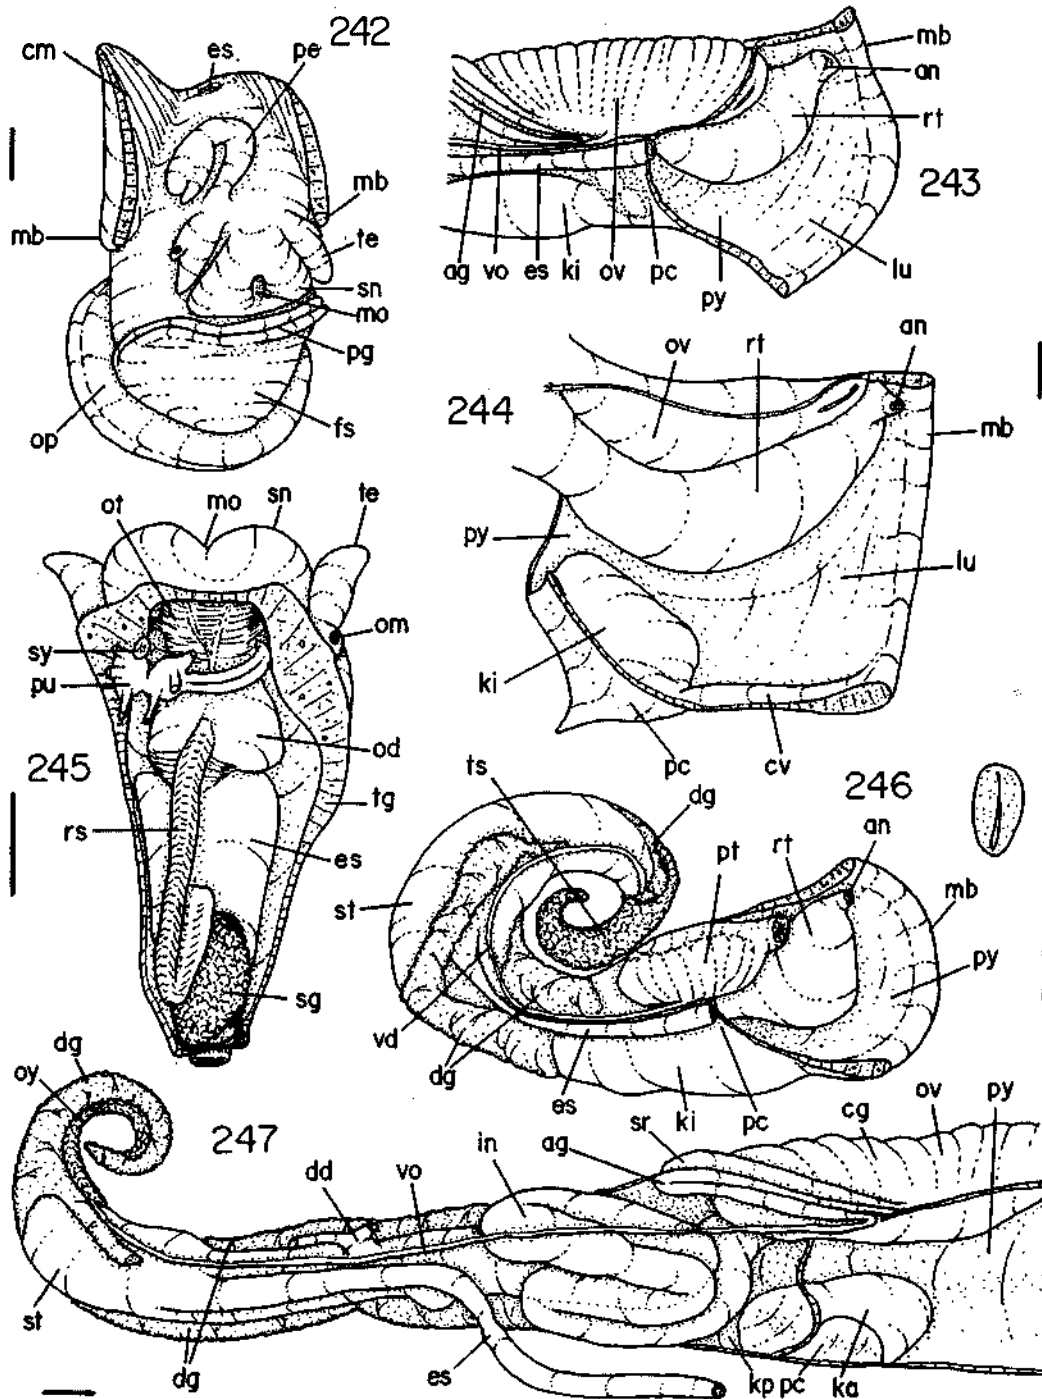 242
cm
es
pe
mb
mb
te
sn
mo
pg
op
fs
mb
an
rt
243
ag
vo
es
ki
ov
pc
py
lu
244
ov
rt
an
mb
py
lu
ki
pc
cv
ot
mo
sn
te
sy
pu
om
245
od
rs
tg
es
sg
246
ts
dg
pt
rt
an
mb
st
py
vd
dg
es
ki
pc
247
dg
oy
dd
vo
in
ag
sr
cg
ov
py
st
dg
es
kp
pc
ka